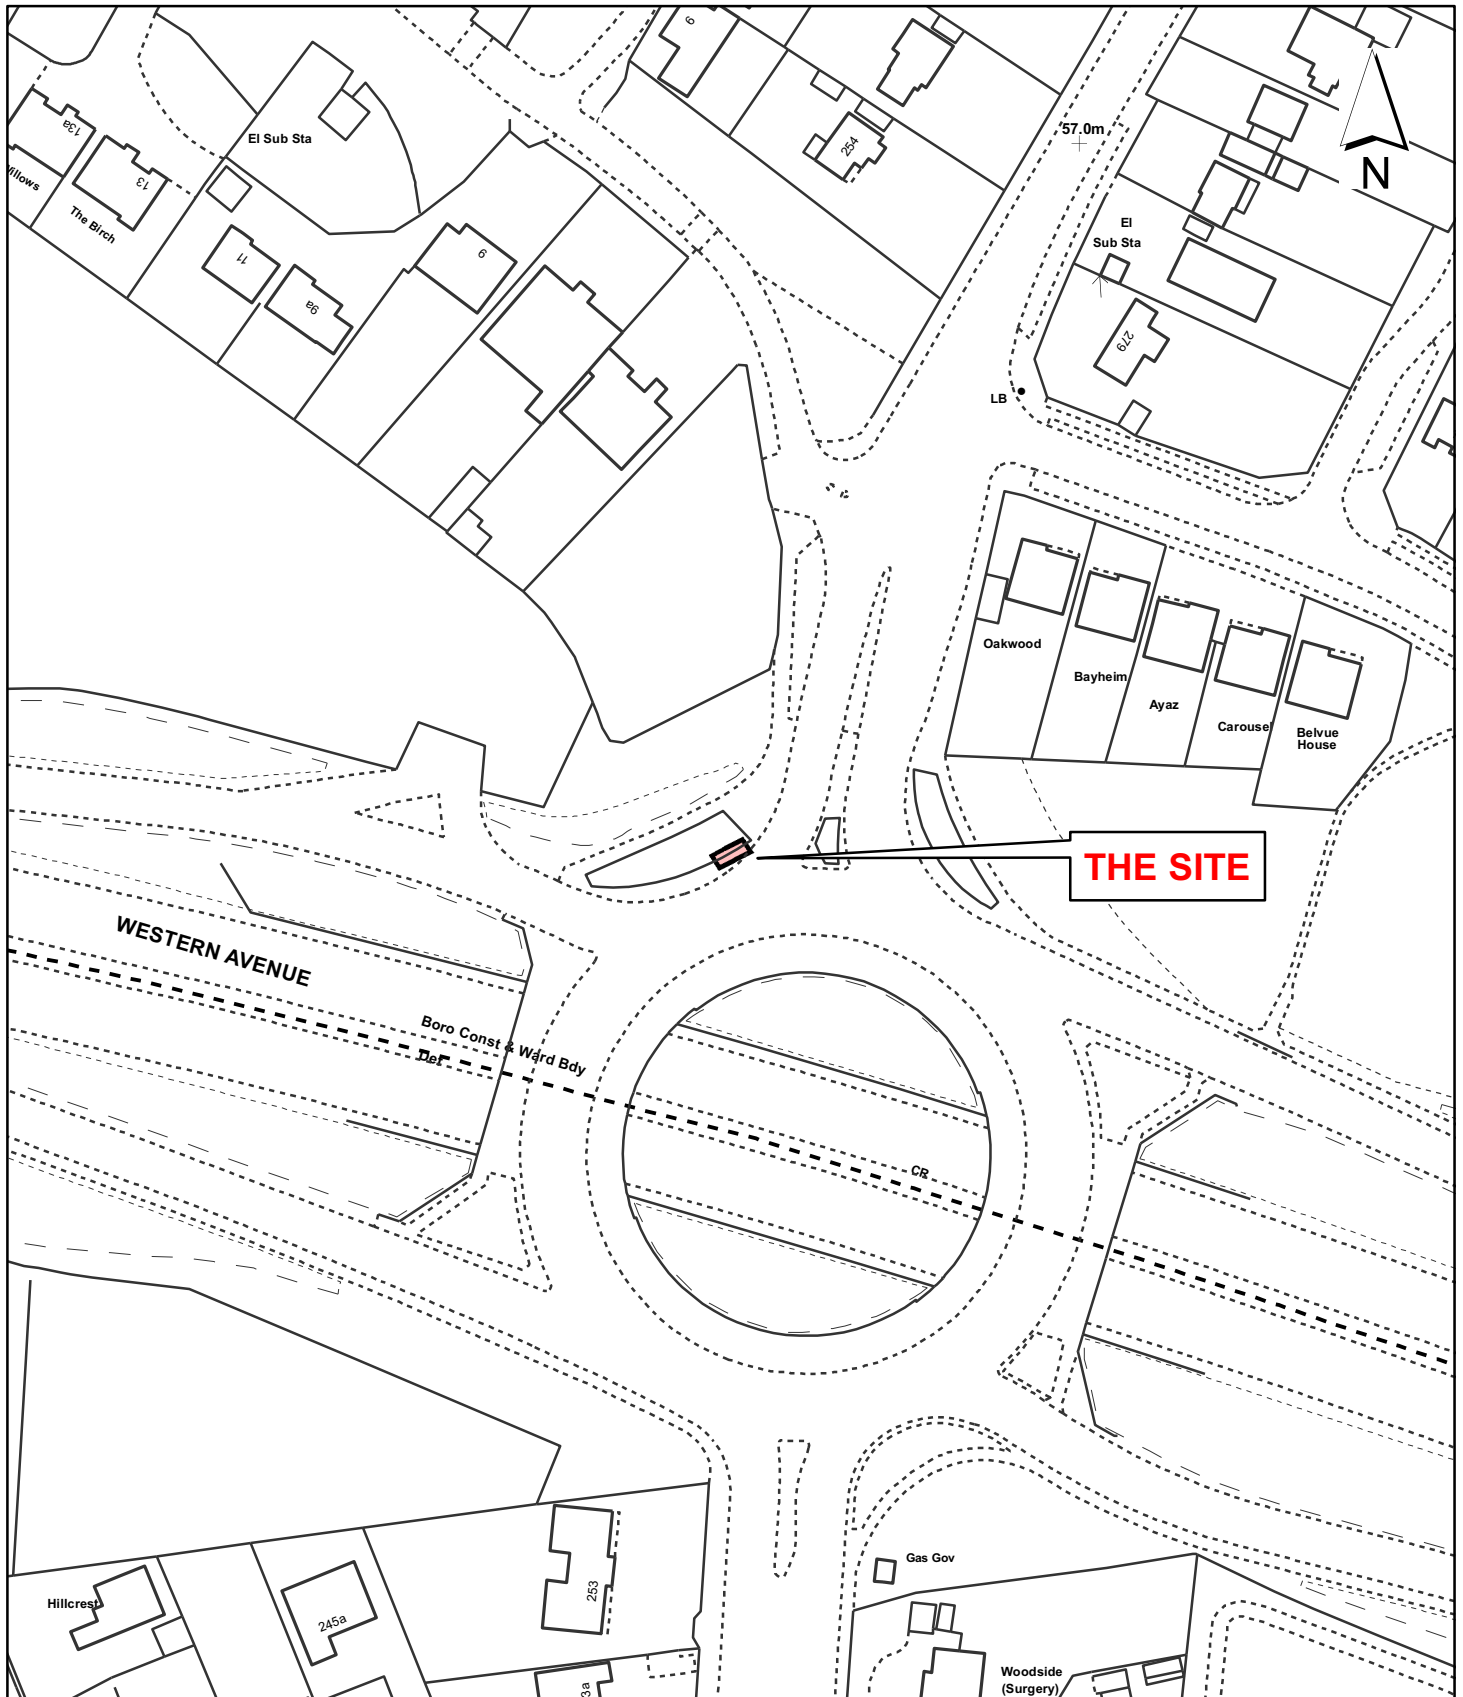 6
57.0m
13a
El Sub Sta
254
N
13
The Birch
El
Sub Sta
9
11
9a
279
LB
Oakwood
Bayheim
Ayaz
Carousel
Belvue
House
THE SITE
WESTERN AVENUE
Boro Const & Ward Bdy
Def
CR
Gas Gov
253
Hillcrest
245a
Woodside
(Surgery)
3a